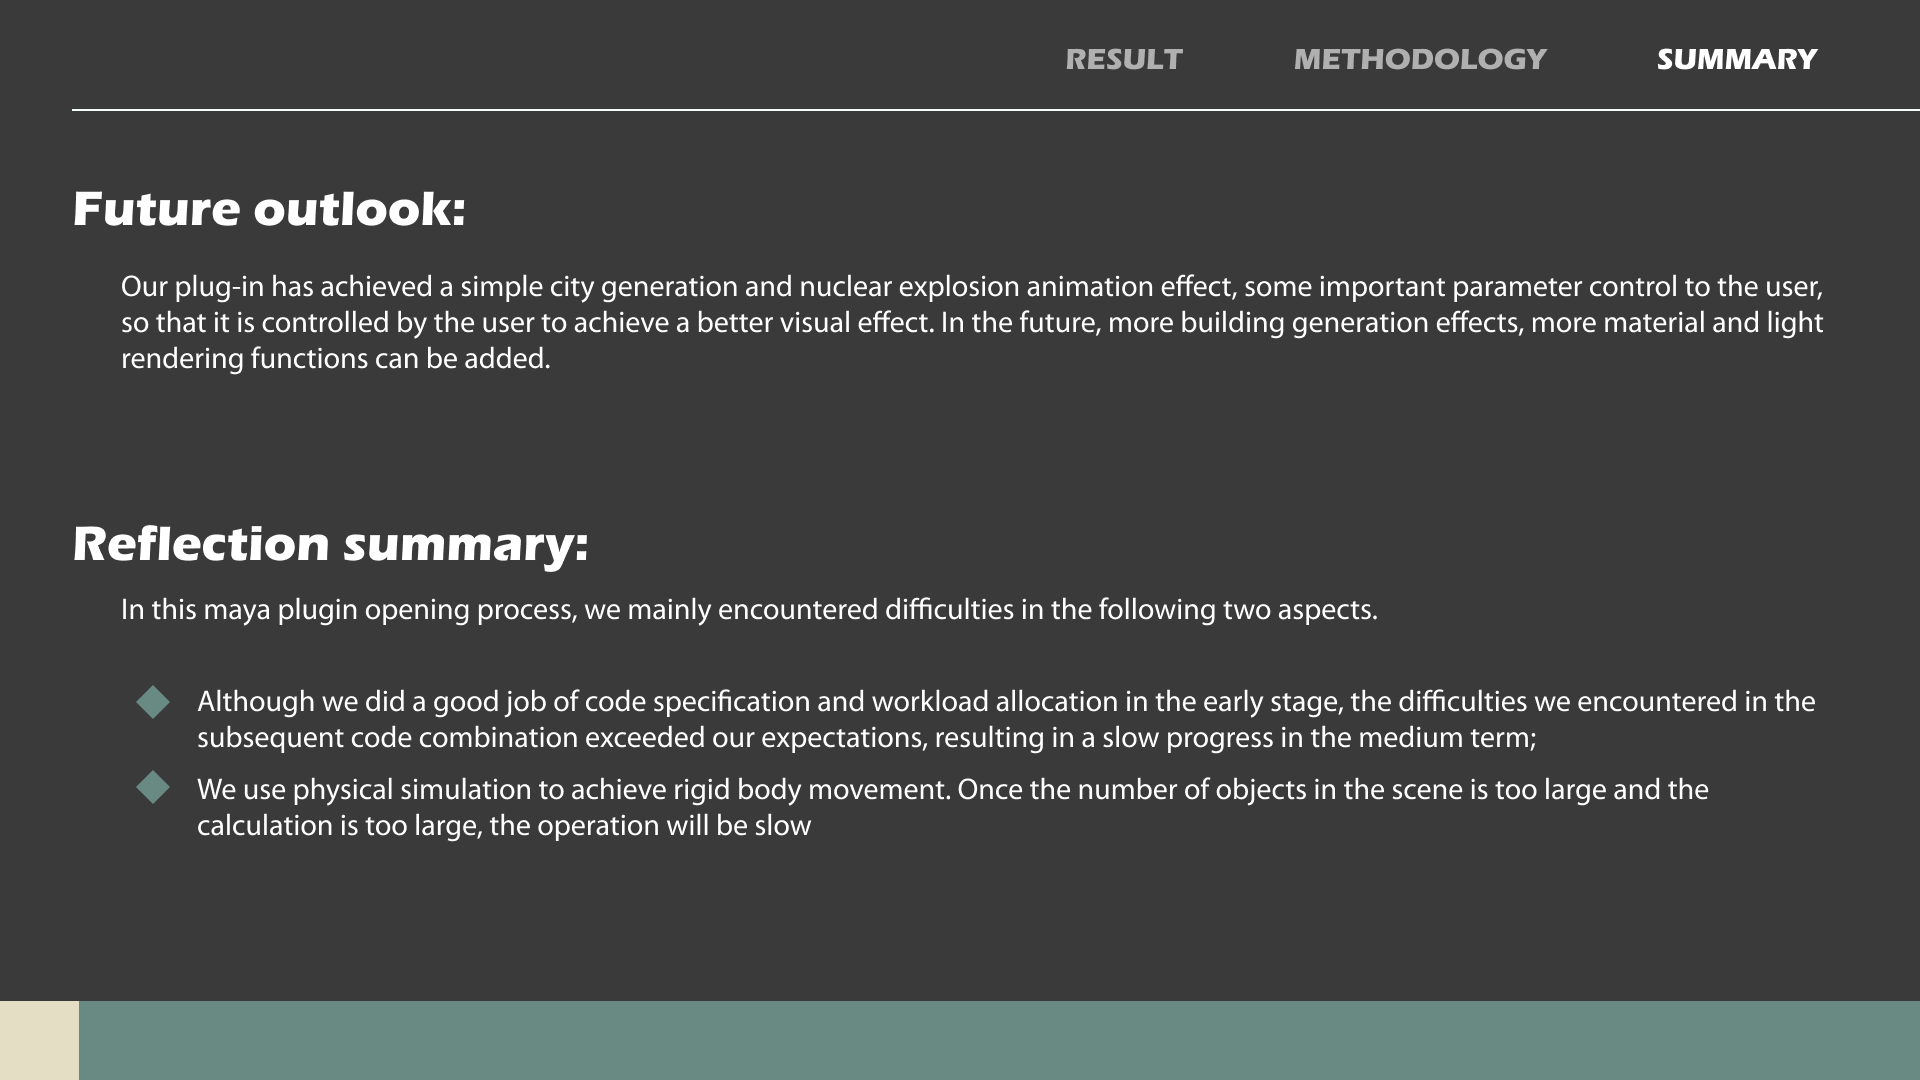 RESULT METHODOLOGY SUMMARY
Future outlook:
Our plug-in has achieved a simple city generation and nuclear explosion animation effect, some important parameter control to the user,
so that it is controlled by the user to achieve a better visual effect. In the future, more building generation effects, more material and light
rendering functions can be added.
Reflection summary:
In this maya plugin opening process, we mainly encountered difficulties in the following two aspects.
Although we did a good job of code specification and workload allocation in the early stage, the difficulties we encountered in the
subsequent code combination exceeded our expectations, resulting in a slow progress in the medium term;
We use physical simulation to achieve rigid body movement. Once the number of objects in the scene is too large and the
calculation is too large, the operation will be slow